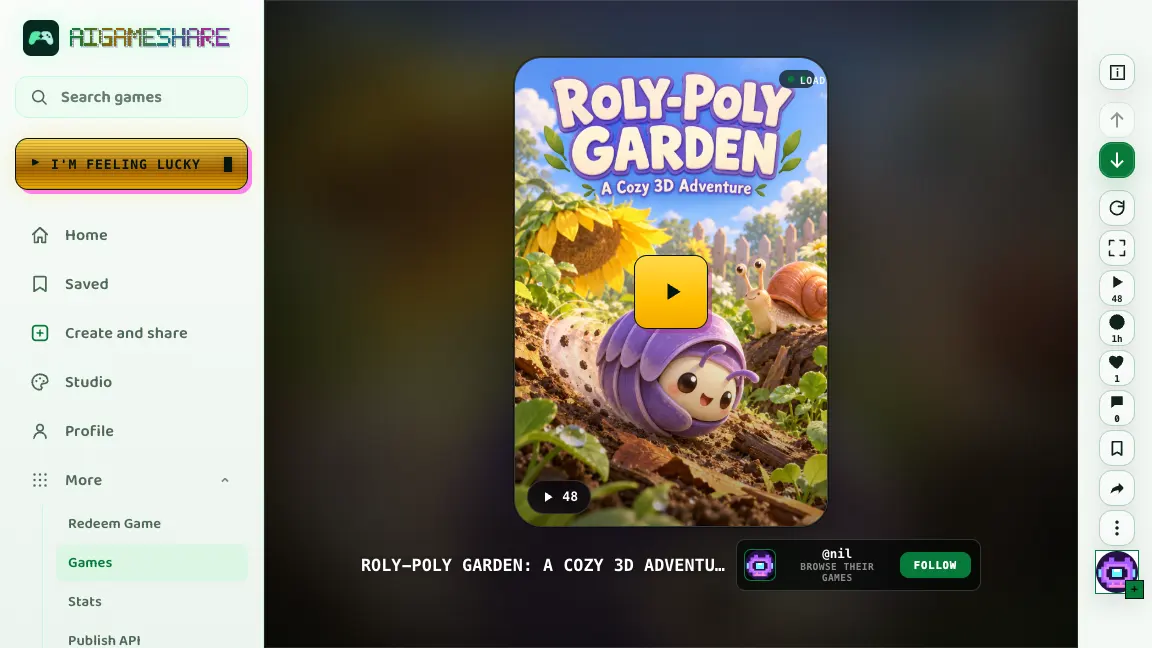 AIGAMESHARE
Search games
I'M FEELING LUCKY
Home
Saved
Create and share
Studio
Profile
More
Redeem Game
Games
Stats
Publish API
LOAD
ROLY-POLY
GARDEN
A Cozy 3D Adventure
48
ROLY-POLY GARDEN: A COZY 3D ADVENTU…
@nil
BROWSE THEIR
GAMES
FOLLOW
48
1h
1
0